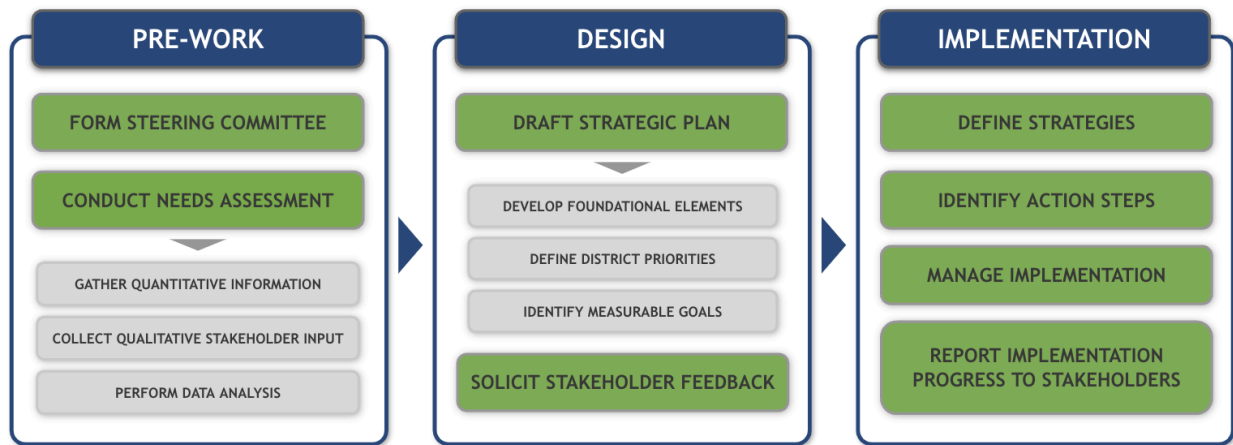 PRE-WORK
FORM STEERING COMMITTEE
CONDUCT NEEDS ASSESSMENT
GATHER QUANTITATIVE INFORMATION
COLLECT QUALITATIVE STAKEHOLDER INPUT
PERFORM DATA ANALYSIS
DESIGN
DRAFT STRATEGIC PLAN
DEVELOP FOUNDATIONAL ELEMENTS
DEFINE DISTRICT PRIORITIES
IDENTIFY MEASURABLE GOALS
SOLICIT STAKEHOLDER FEEDBACK
IMPLEMENTATION
DEFINE STRATEGIES
IDENTIFY ACTION STEPS
MANAGE IMPLEMENTATION
REPORT IMPLEMENTATION
PROGRESS TO STAKEHOLDERS